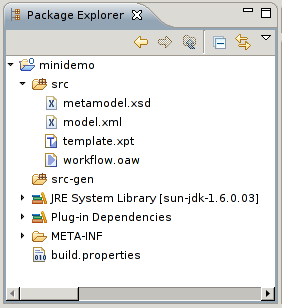 Package Explorer
minidemo
src
metamodel.xsd
model.xml
template.xpt
workflow.oaw
src-gen
JRE System Library [sun-jdk-1.6.0.03]
Plug-in Dependencies
META-INF
build.properties